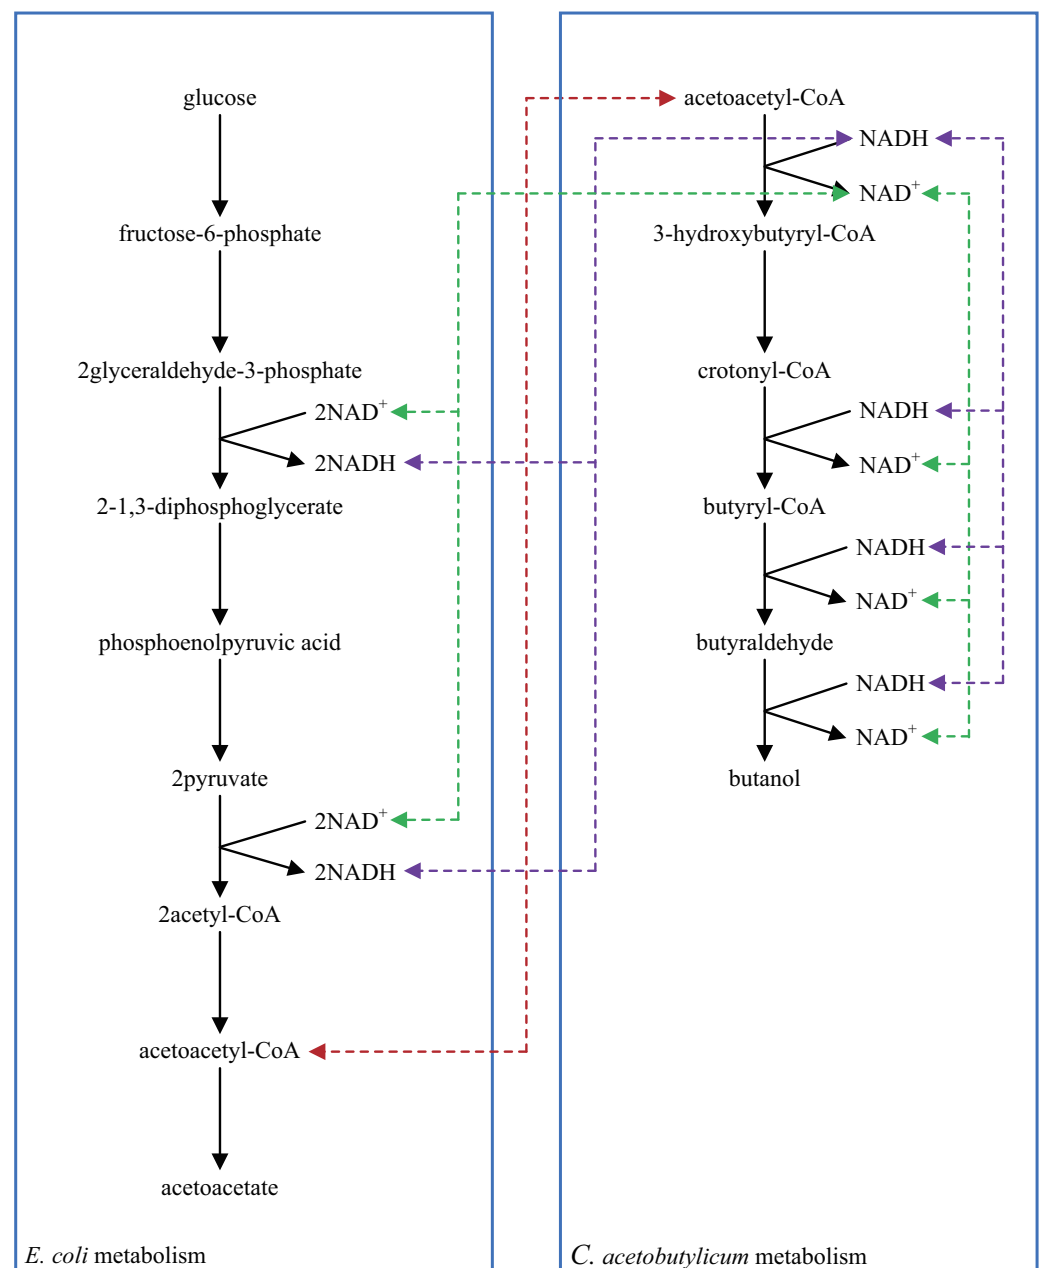 glucose
fructose-6-phosphate
2glyceraldehyde-3-phosphate
2NAD+
2NADH
2-1,3-diphosphoglycerate
phosphoenolpyruvic acid
2pyruvate
2NAD+
2NADH
2acetyl-CoA
acetoacetyl-CoA
acetoacetate
E. coli metabolism
acetoacetyl-CoA
NADH
NAD+
3-hydroxybutyryl-CoA
crotonyl-CoA
NADH
NAD+
butyryl-CoA
NADH
NAD+
butyraldehyde
NADH
NAD+
butanol
C. acetobutylicum metabolism